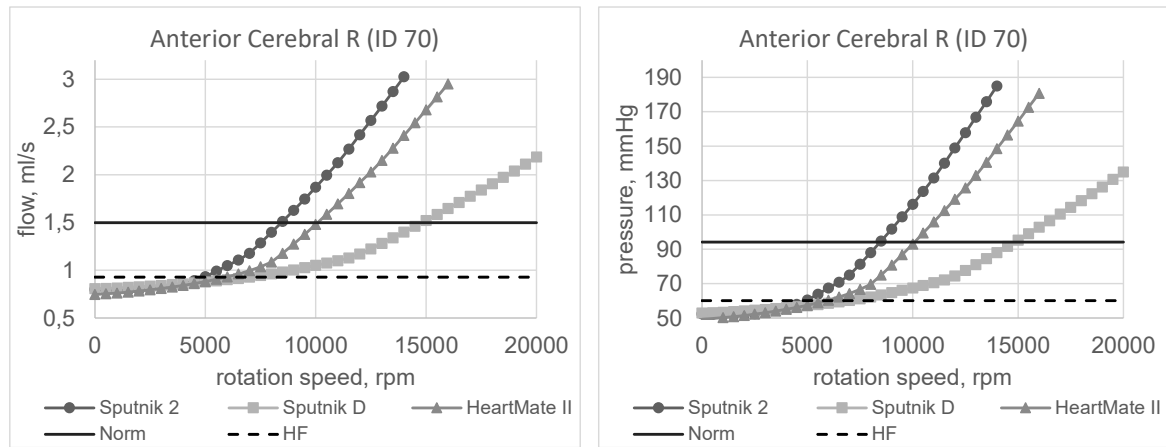 Anterior Cerebral R (ID 70)
flow, ml/s
3
2,5
2
1,5
1
0,5
0 5000 10000 15000 20000
rotation speed, rpm
Sputnik 2 Sputnik D HeartMate II
Norm HF
Anterior Cerebral R (ID 70)
pressure, mmHg
190
170
150
130
110
90
70
50
0 5000 10000 15000 20000
rotation speed, rpm
Sputnik 2 Sputnik D HeartMate II
Norm HF